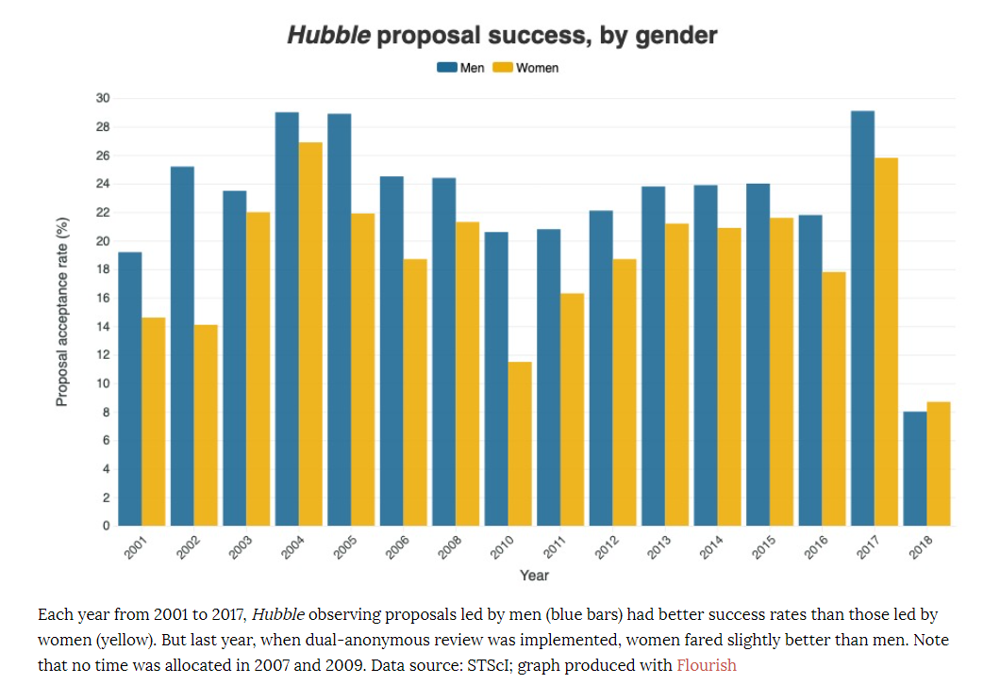 Hubble proposal success, by gender
Men Women
Proposal acceptance rate (%)
30
28
26
24
22
20
18
16
14
12
10
8
6
4
2
0
2001 2002 2003 2004 2005 2006 2008 2010 2011 2012 2013 2014 2015 2016 2017 2018
Year
Each year from 2001 to 2017, Hubble observing proposals led by men (blue bars) had better success rates than those led by
women (yellow). But last year, when dual-anonymous review was implemented, women fared slightly better than men. Note
that no time was allocated in 2007 and 2009. Data source: STScI; graph produced with Flourish